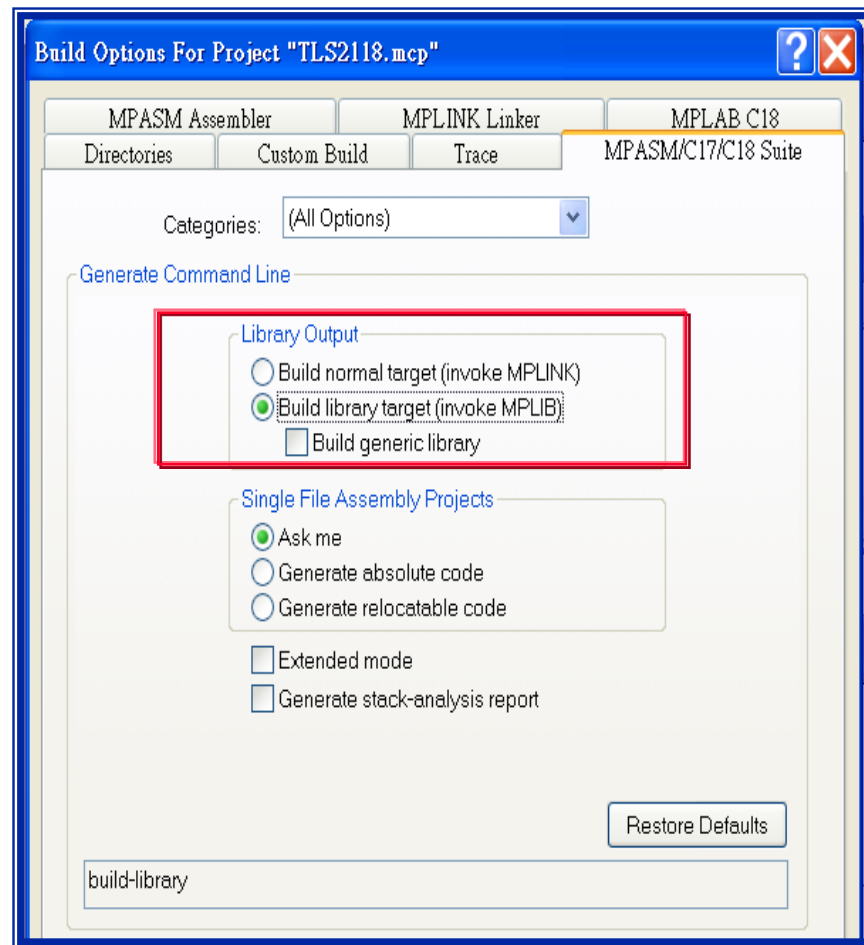 Build Options For Project "TLS2118.mcp"
MPASM Assembler MPLINK Linker MPLAB C18
Directories Custom Build Trace MPASM/C17/C18 Suite
Categories: (All Options)
Generate Command Line
Library Output
Build normal target (invoke MPLINK)
Build library target (invoke MPLIB)
Build generic library
Single File Assembly Projects
Ask me
Generate absolute code
Generate relocatable code
Extended mode
Generate stack-analysis report
Restore Defaults
build-library